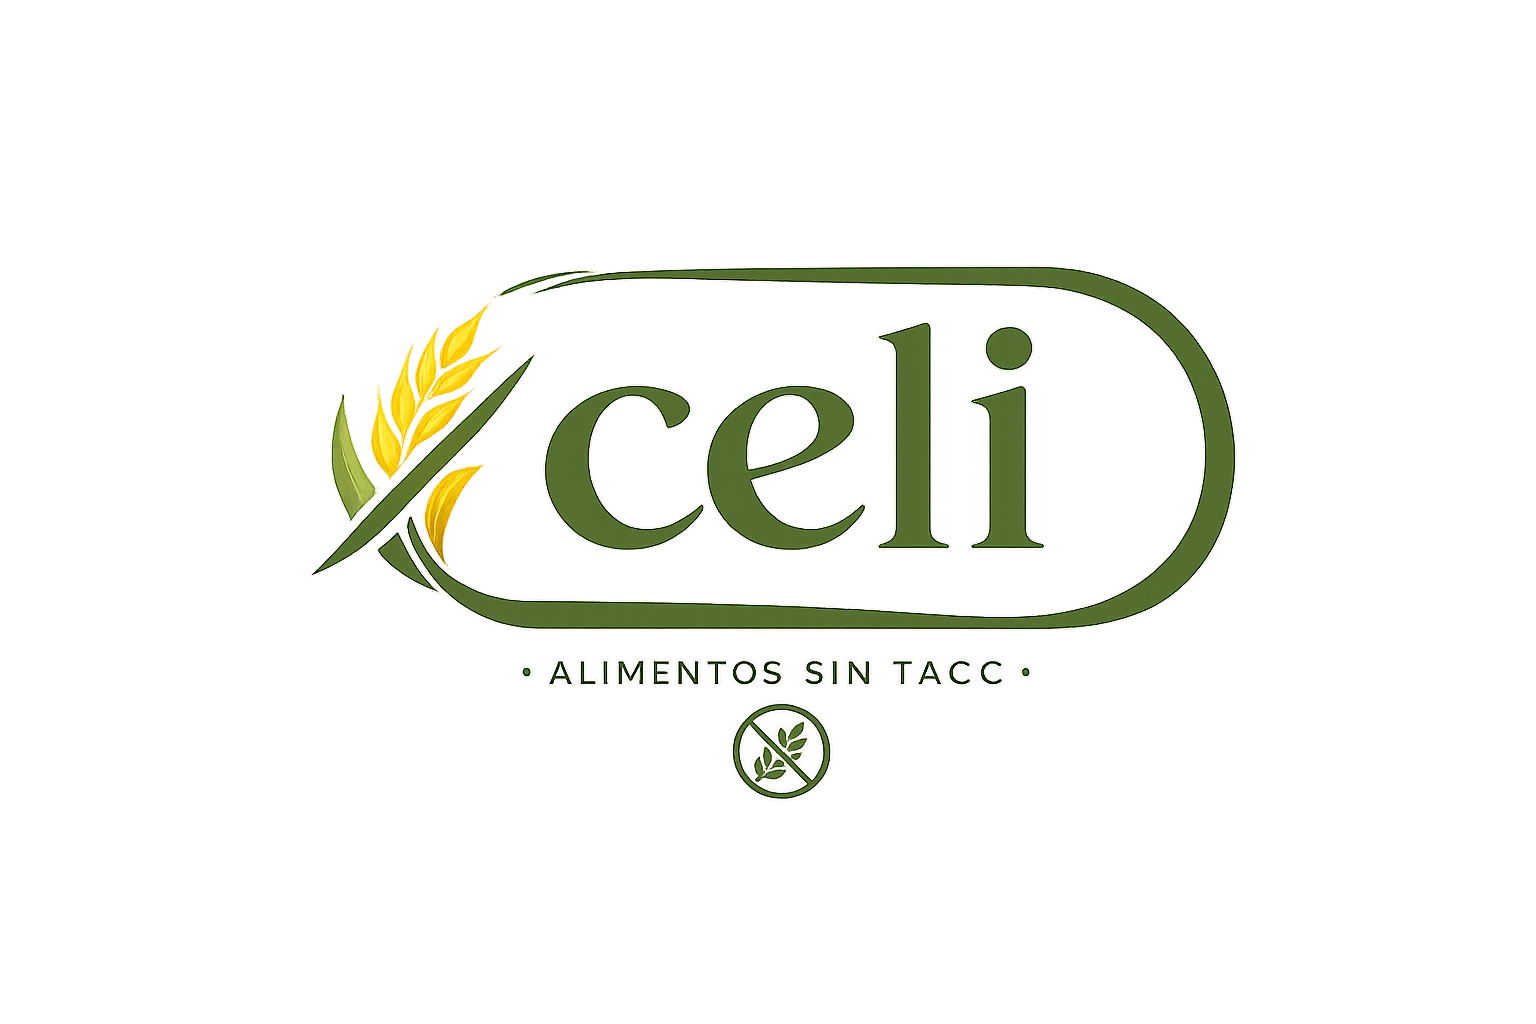 celi
• ALIMENTOS SIN TACC •